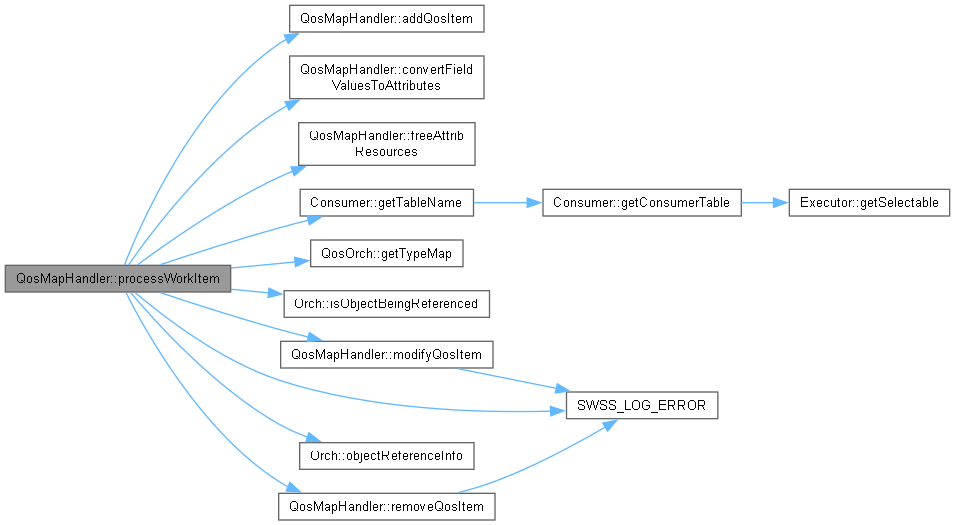 QosMapHandler::addQosItem
QosMapHandler::convertField
ValuesToAttributes
QosMapHandler::freeAttrib
Resources
Consumer::getTableName
Consumer::getConsumerTable
Executor::getSelectable
QosOrch::getTypeMap
QosMapHandler::processWorkItem
Orch::isObjectBeingReferenced
QosMapHandler::modifyQosItem
SWSS_LOG_ERROR
Orch::objectReferenceInfo
QosMapHandler::removeQosItem